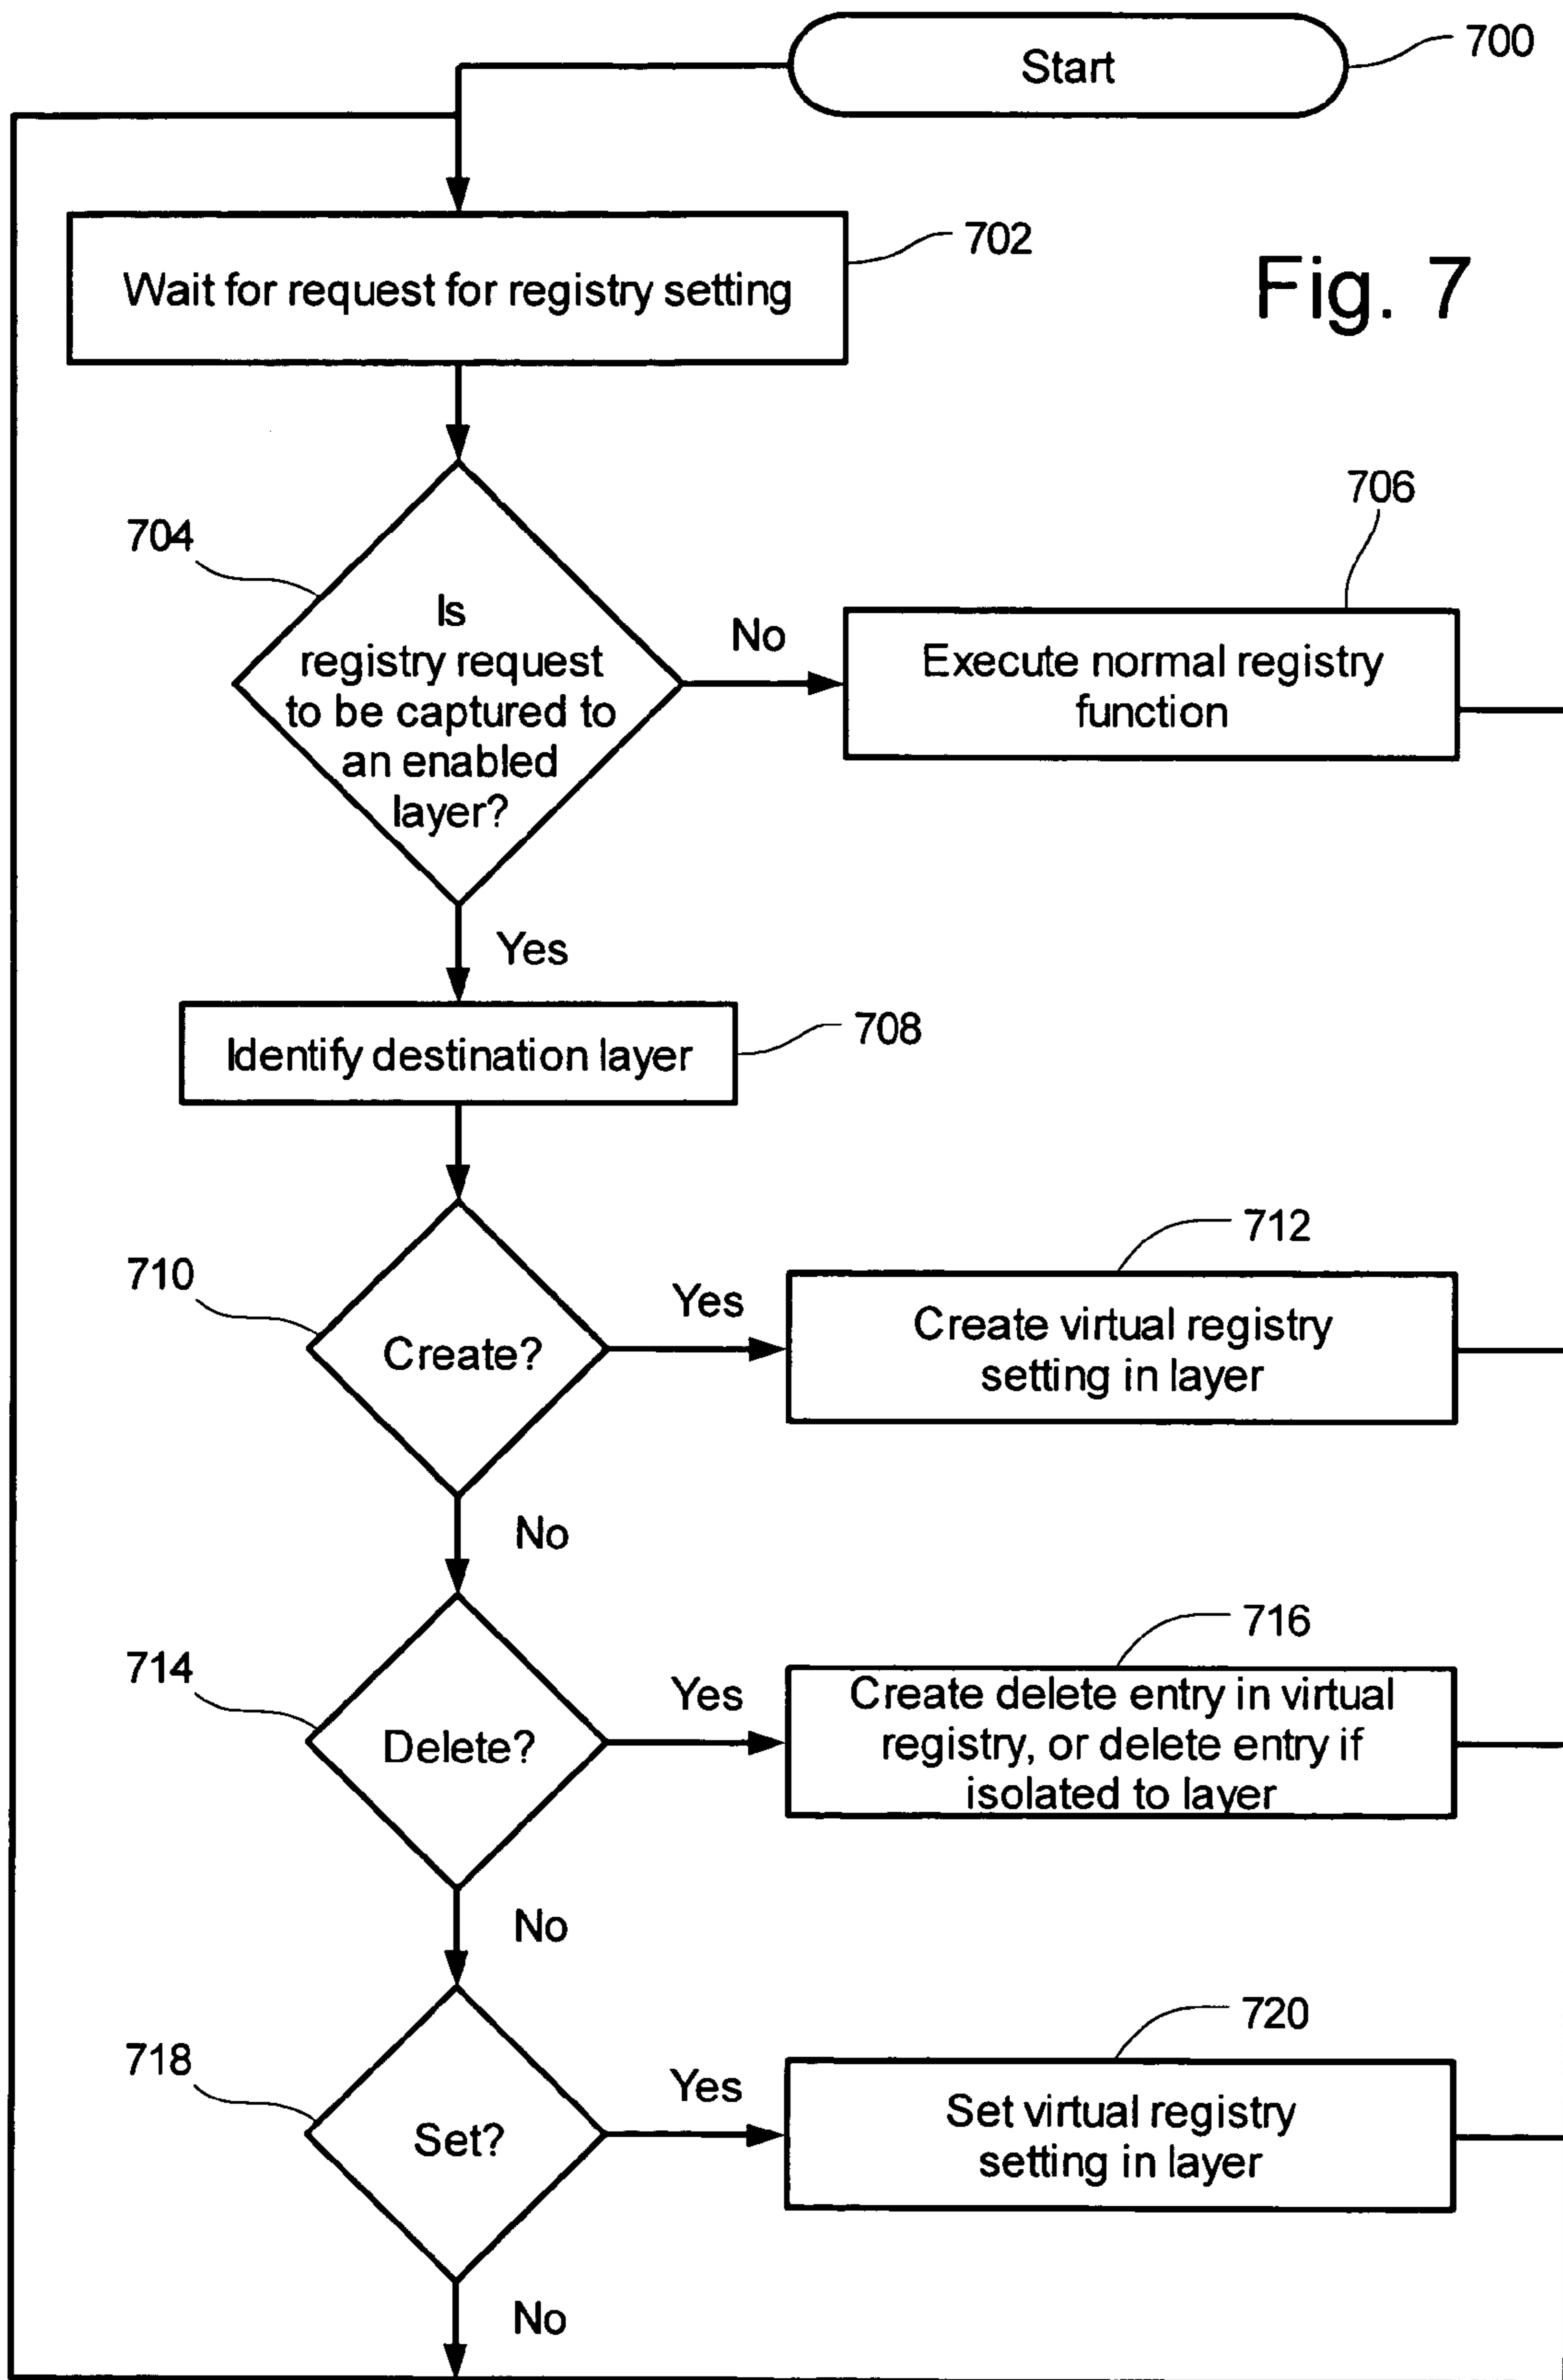 Start
700
702
Wait for request for registry setting
Fig. 7
704
Is
registry request
to be captured to
an enabled
layer?
No
706
Execute normal registry
function
Yes
708
Identify destination layer
710
Create?
Yes
712
Create virtual registry
setting in layer
No
714
Delete?
Yes
716
Create delete entry in virtual
registry, or delete entry if
isolated to layer
No
718
Set?
Yes
720
Set virtual registry
setting in layer
No